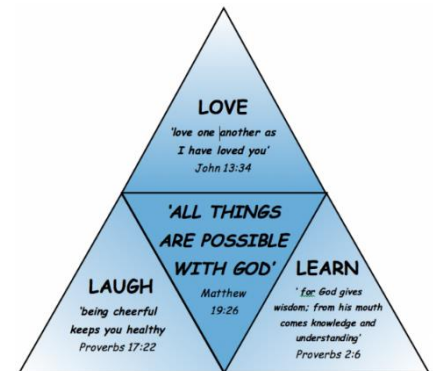 LOVE
'love one another as
I have loved you'
John 13:34
'ALL THINGS
ARE POSSIBLE
WITH GOD'
Matthew
19:26
LAUGH
'being cheerful
keeps you healthy
Proverbs 17:22
LEARN
' for God gives
wisdom; from his mouth
comes knowledge and
understanding'
Proverbs 2:6